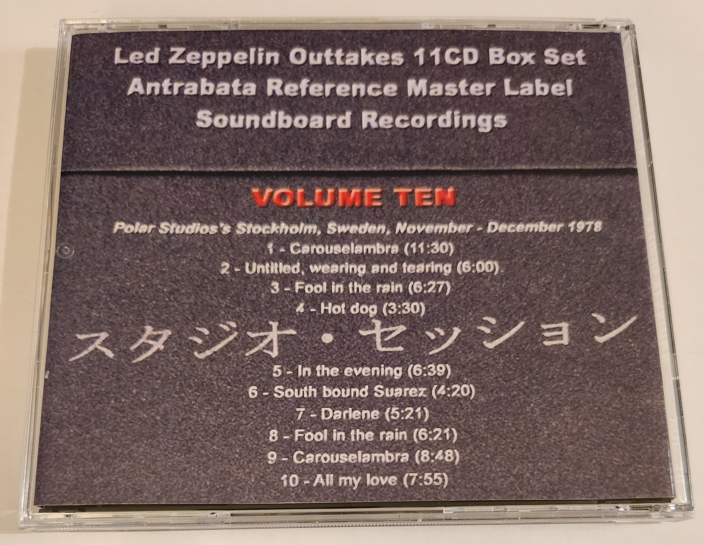 Led Zeppelin Outtakes 11CD Box Set
Antrabata Reference Master Label
Soundboard Recordings
VOLUME TEN
Polar Studios's Stockholm, Sweden, November - December 1978
1 - Carouselambra (11:30)
2 - Untitled, wearing and tearing (6:00).
3 - Fool in the rain (6:27)
4 - Hot dog (3:30)
スタジオ・セッション
5 - In the evening (6:39)
6 - South bound Suarez (4:20)
7 - Darlene (5:21)
8 - Fool in the rain (6:21)
9 - Carouselambra (8:48)
10 - All my love (7:55)